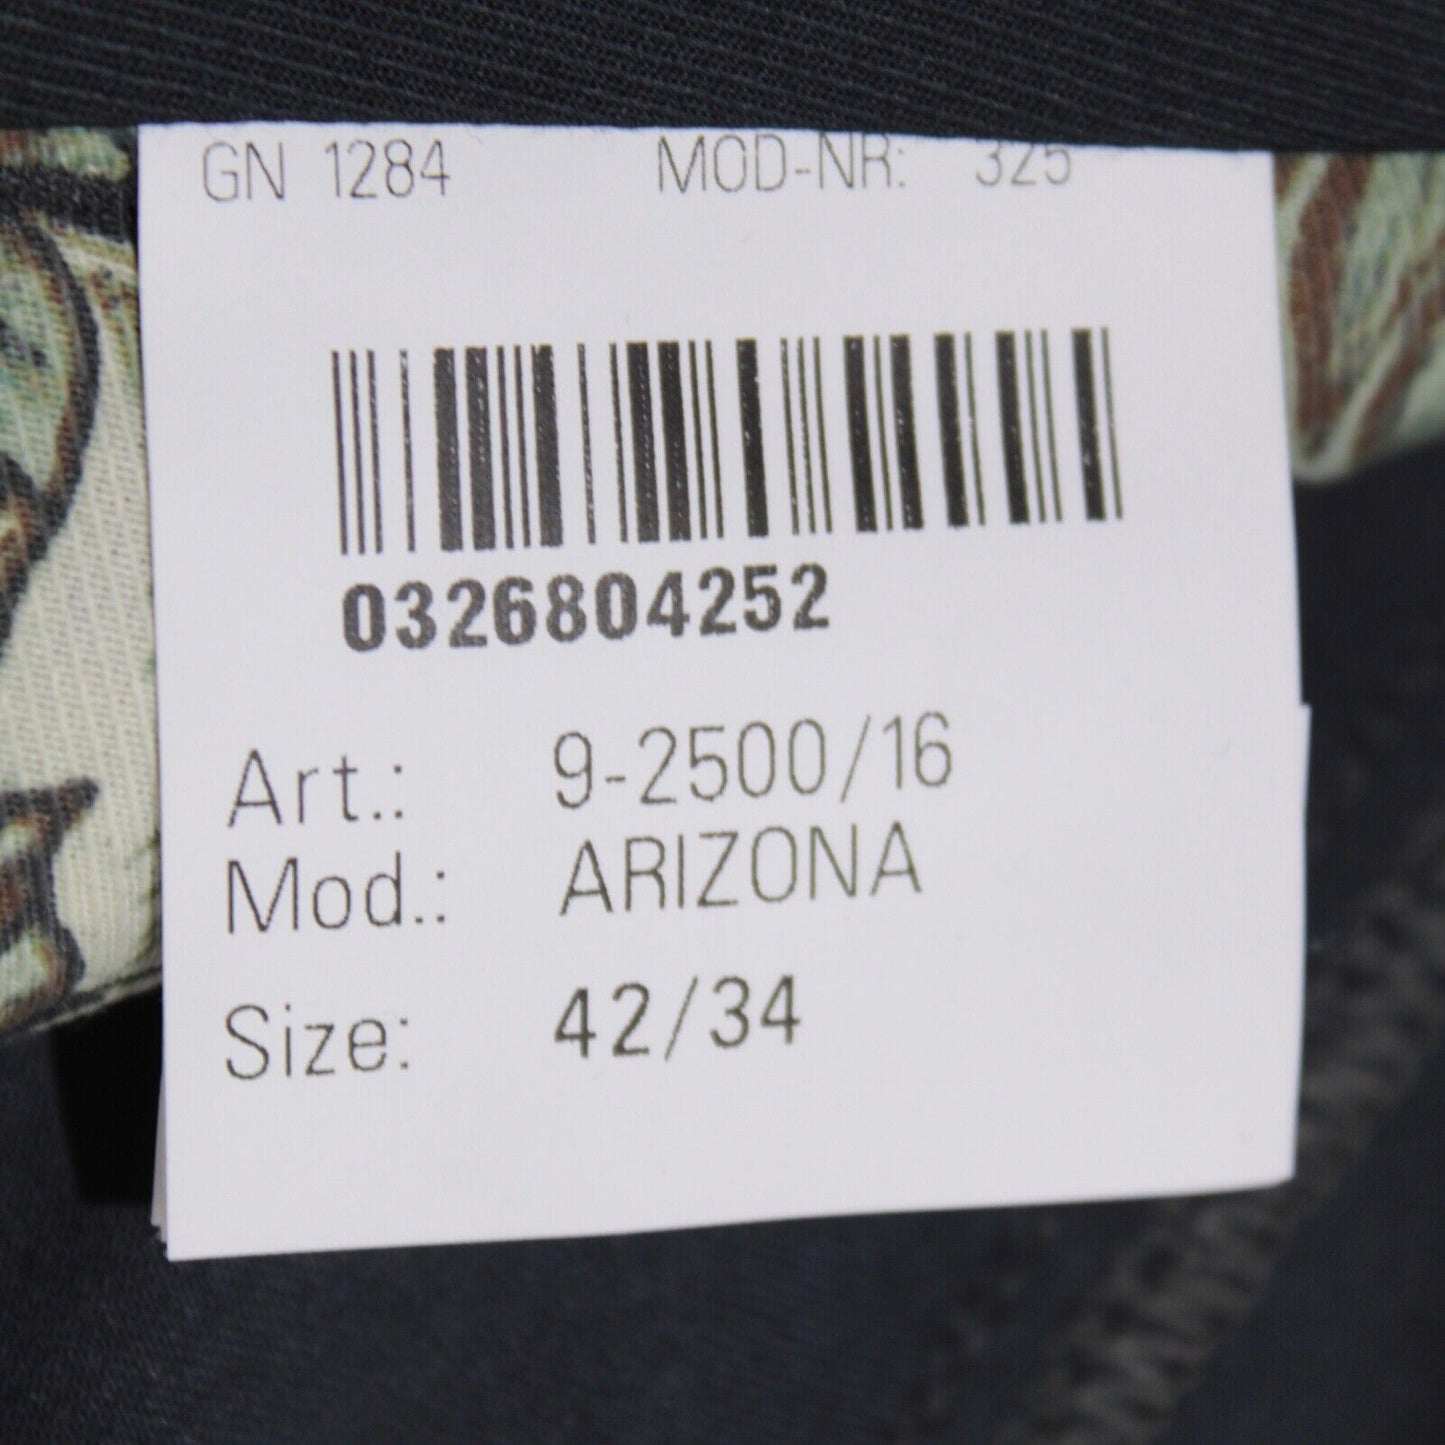 GN 1284 MOD-NR: 325
0326804252
Art.: 9-2500/16
Mod.: ARIZONA
Size: 42/34